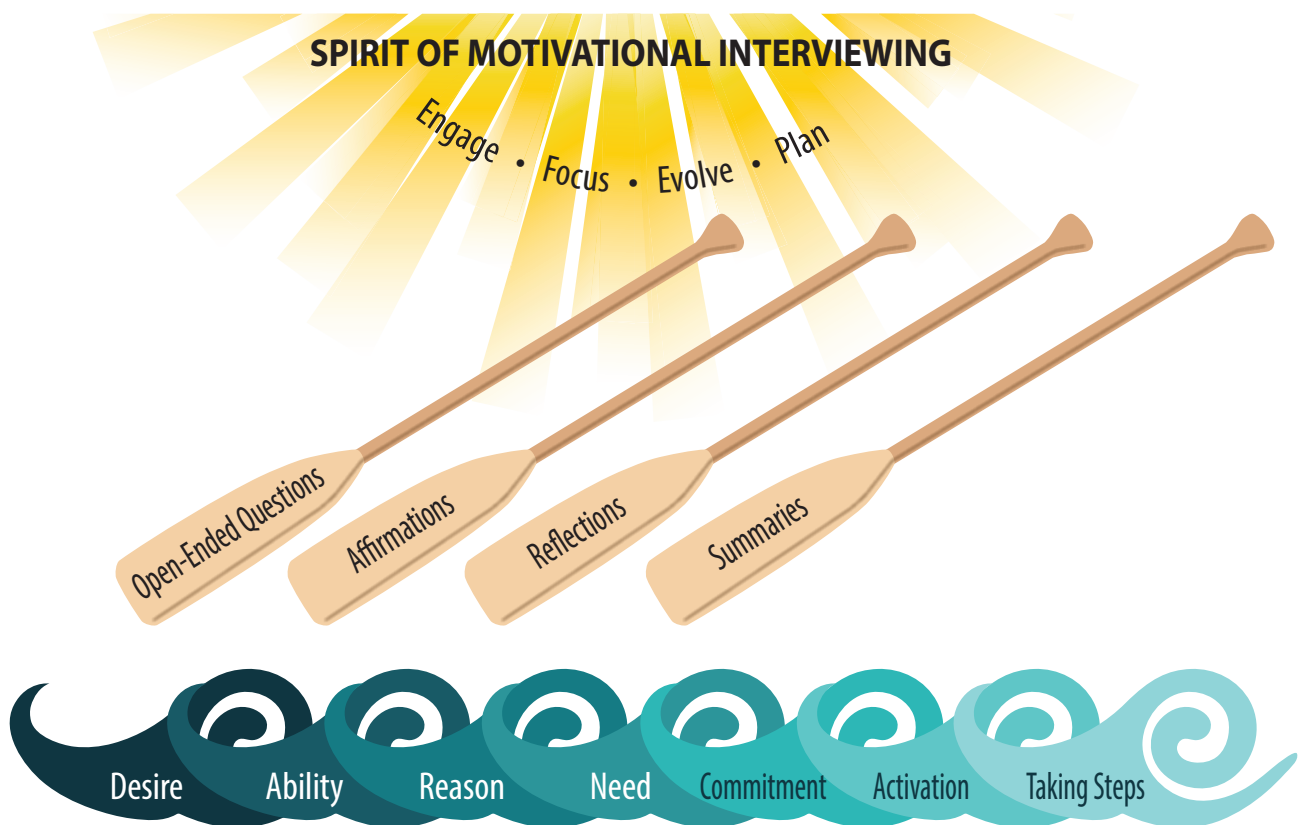 SPIRIT OF MOTIVATIONAL INTERVIEWING
Engage • Focus • Evolve • Plan
Open-Ended Questions
Affirmations
Reflections
Summaries
Desire Ability Reason Need Commitment Activation Taking Steps